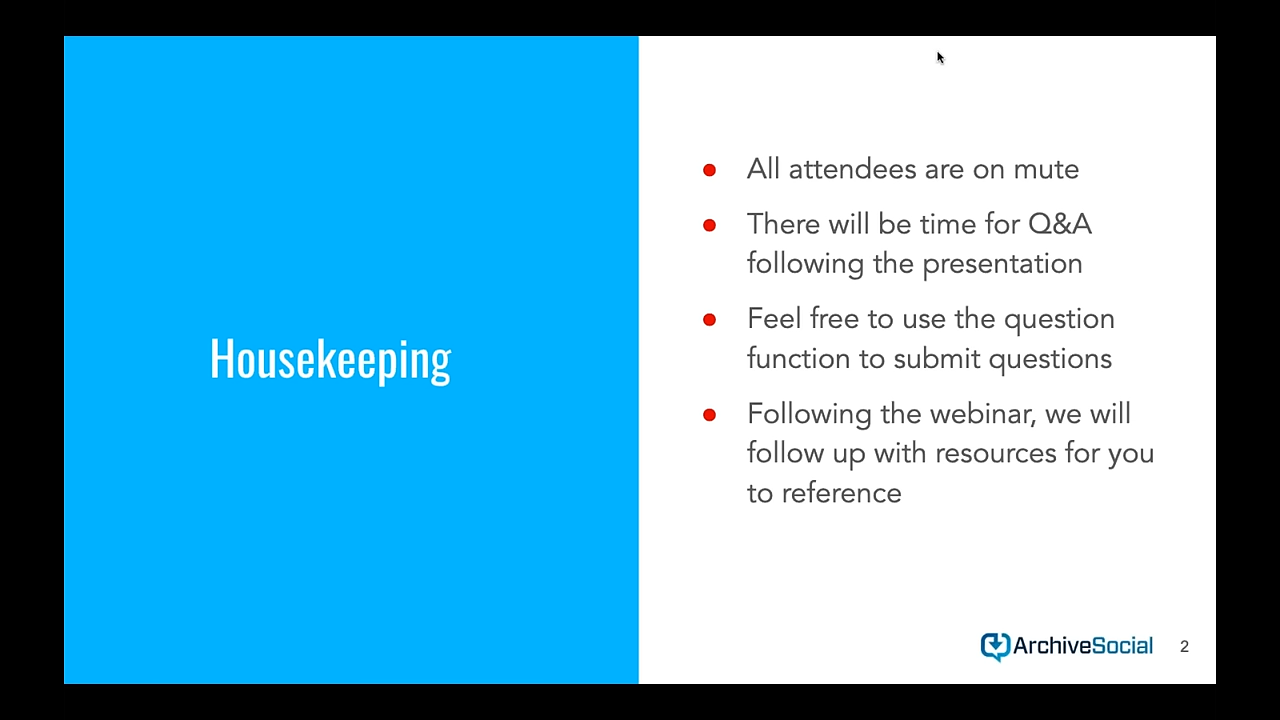 Housekeeping
All attendees are on mute
There will be time for Q&A
following the presentation
Feel free to use the question
function to submit questions
Following the webinar, we will
follow up with resources for you
to reference
ArchiveSocial
2